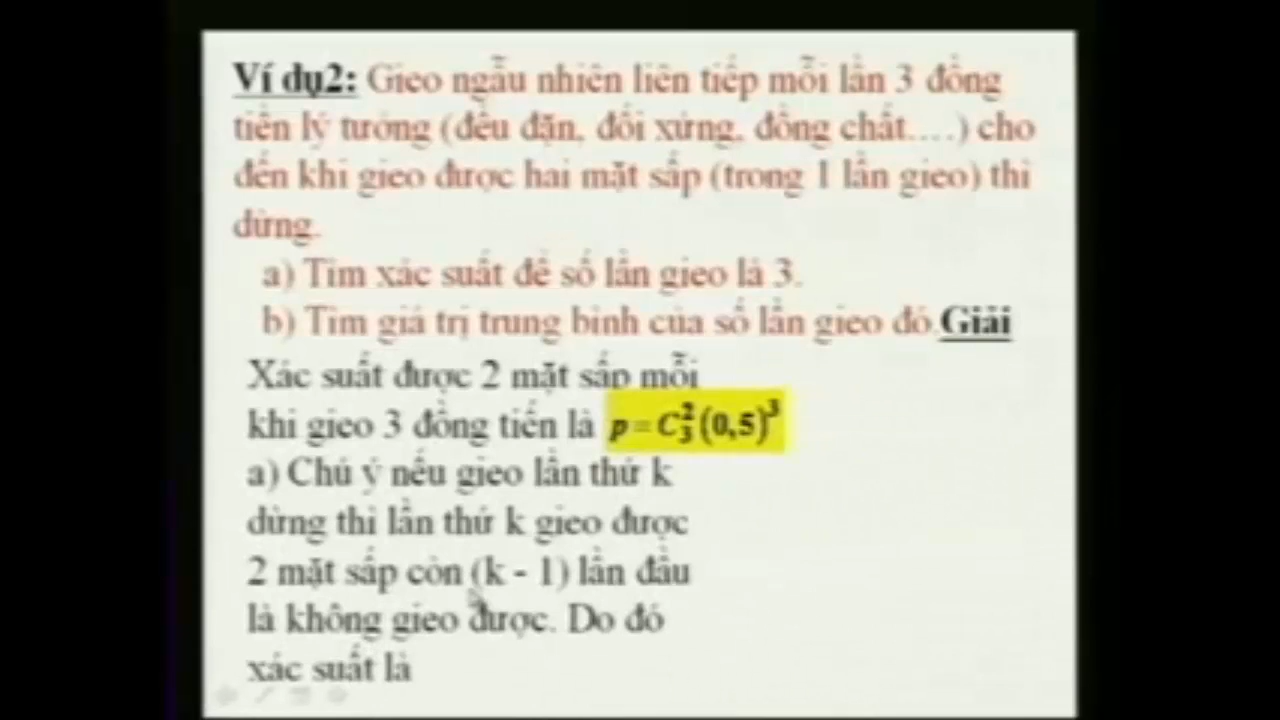 Ví dụ2: Gieo ngẫu nhiên liên tiếp mỗi lần 3 đồng
tiền lý tưởng (đều đặn, đối xứng, đồng chất....) cho
đến khi gieo được hai mặt sấp (trong 1 lần gieo) thì
dừng.
a) Tìm xác suất để số lần gieo là 3.
b) Tìm giá trị trung bình của số lần gieo đó.Giải
Xác suất được 2 mặt sấp mỗi
khi gieo 3 đồng tiền là p = C₃²(0,5)³
a) Chú ý nếu gieo lần thứ k
dừng thì lần thứ k gieo được
2 mặt sấp còn (k - 1) lần đầu
là không gieo được. Do đó
xác suất là